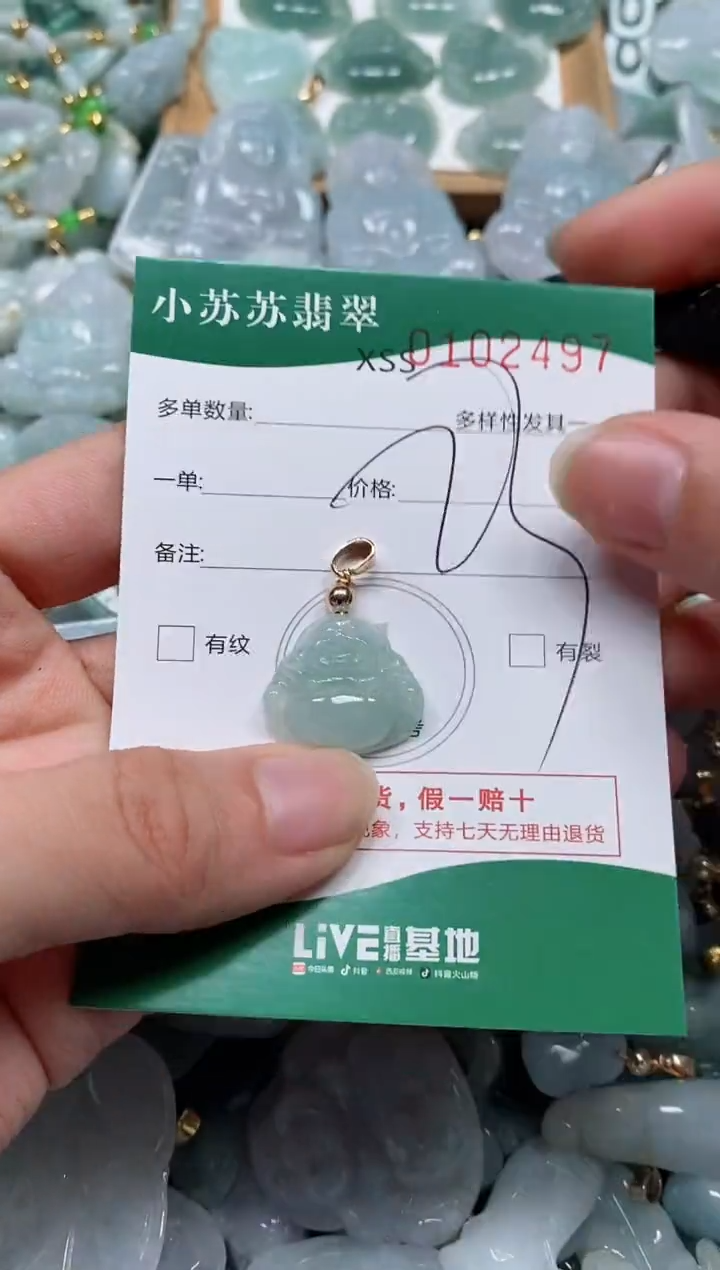 小苏苏翡翠
XSS0102497
多单数量:
多样性发具一
一单:
价格:
备注:
有纹
有裂
货，假一赔十
象，支持七天无理由退货
LiVE直播基地
今日头条 抖音 西瓜视频 抖音火山版